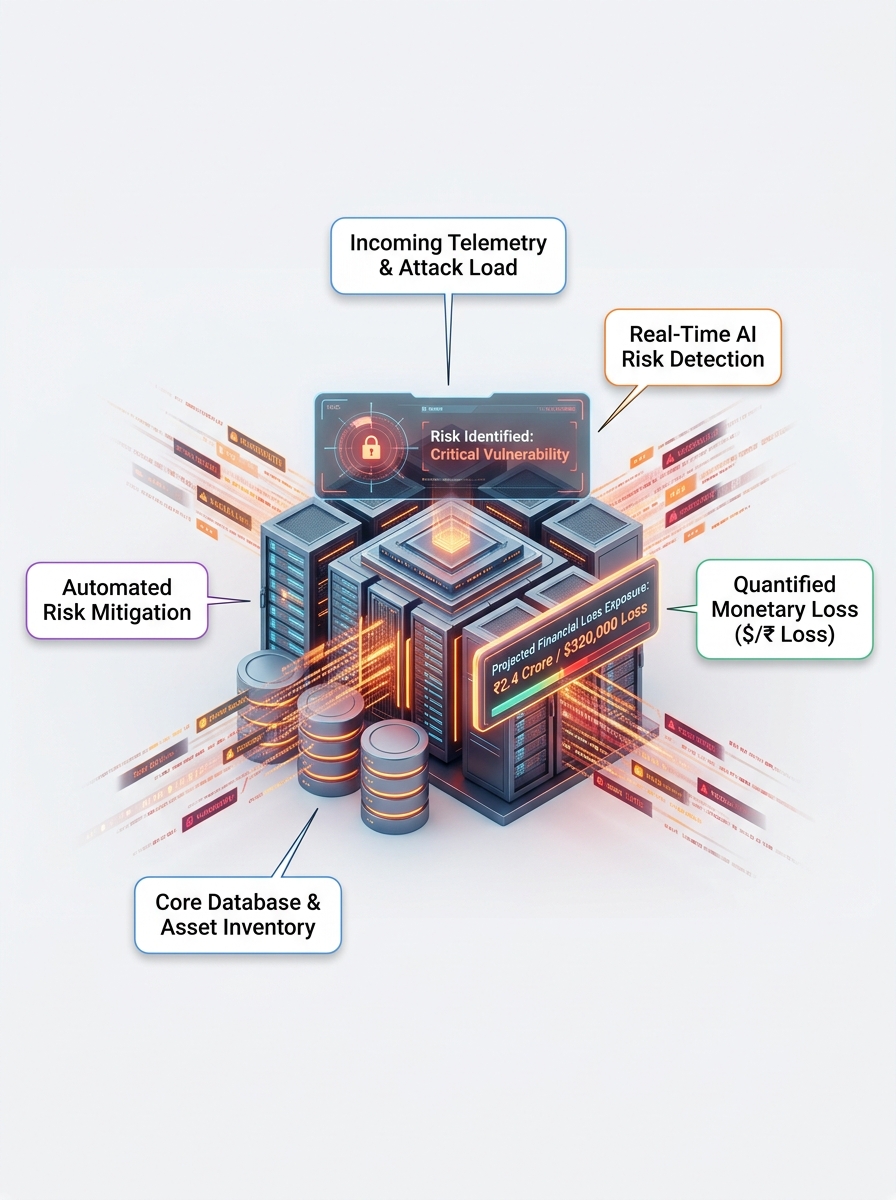 Incoming Telemetry
& Attack Load
Real-Time AI
Risk Detection
Risk Identified:
Critical Vulnerability
Automated
Risk Mitigation
Quantified
Monetary Loss
($/₹ Loss)
Projected Financial Loes Exposure:
₹2.4 Crore / $320,000 Loss
Core Database &
Asset Inventory